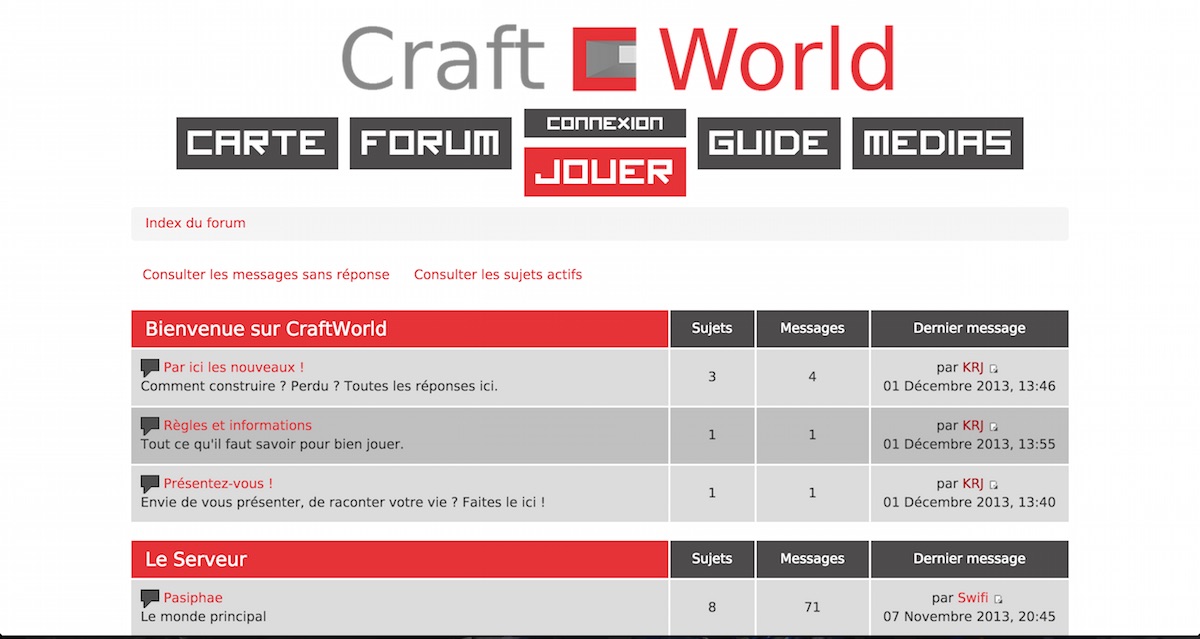 Craft World
CARTE FORUM CONNEXION JOUER GUIDE MEDIAS
Index du forum
Consulter les messages sans réponse Consulter les sujets actifs
Bienvenue sur CraftWorld Sujets Messages Dernier message
Par ici les nouveaux !
Comment construire ? Perdu ? Toutes les réponses ici.
3 4
par KRJ
01 Décembre 2013, 13:46
Règles et informations
Tout ce qu'il faut savoir pour bien jouer.
1 1
par KRJ
01 Décembre 2013, 13:55
Présentez-vous !
Envie de vous présenter, de raconter votre vie ? Faites le ici !
1 1
par KRJ
01 Décembre 2013, 13:40
Le Serveur Sujets Messages Dernier message
Pasiphae
Le monde principal
8 71
par Swifi
07 Novembre 2013, 20:45